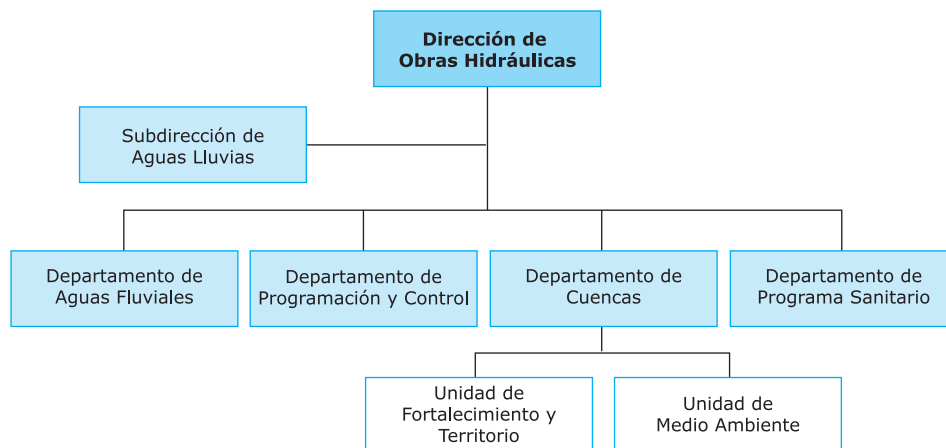 Dirección de
Obras Hidráulicas
Subdirección de
Aguas Lluvias
Departamento de
Aguas Fluviales
Departamento de
Programación y Control
Departamento de
Cuencas
Departamento de
Programa Sanitario
Unidad de
Fortalecimiento y
Territorio
Unidad de
Medio Ambiente